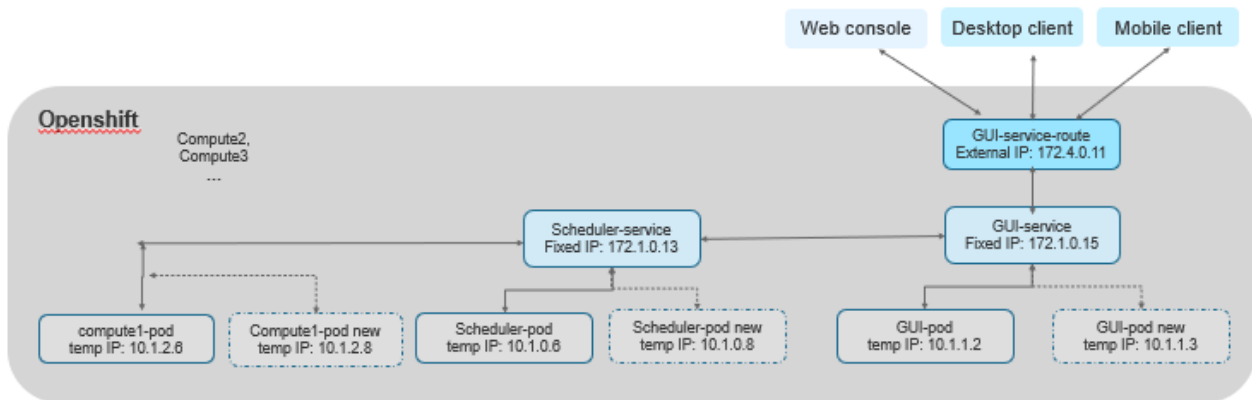 Web console
Desktop client
Mobile client
Openshift
Compute2,
Compute3
...
GUI-service-route
External IP: 172.4.0.11
Scheduler-service
Fixed IP: 172.1.0.13
GUI-service
Fixed IP: 172.1.0.15
compute1-pod
temp IP: 10.1.2.6
Compute1-pod new
temp IP: 10.1.2.8
Scheduler-pod
temp IP: 10.1.0.6
Scheduler-pod new
temp IP: 10.1.0.8
GUI-pod
temp IP: 10.1.1.2
GUI-pod new
temp IP: 10.1.1.3